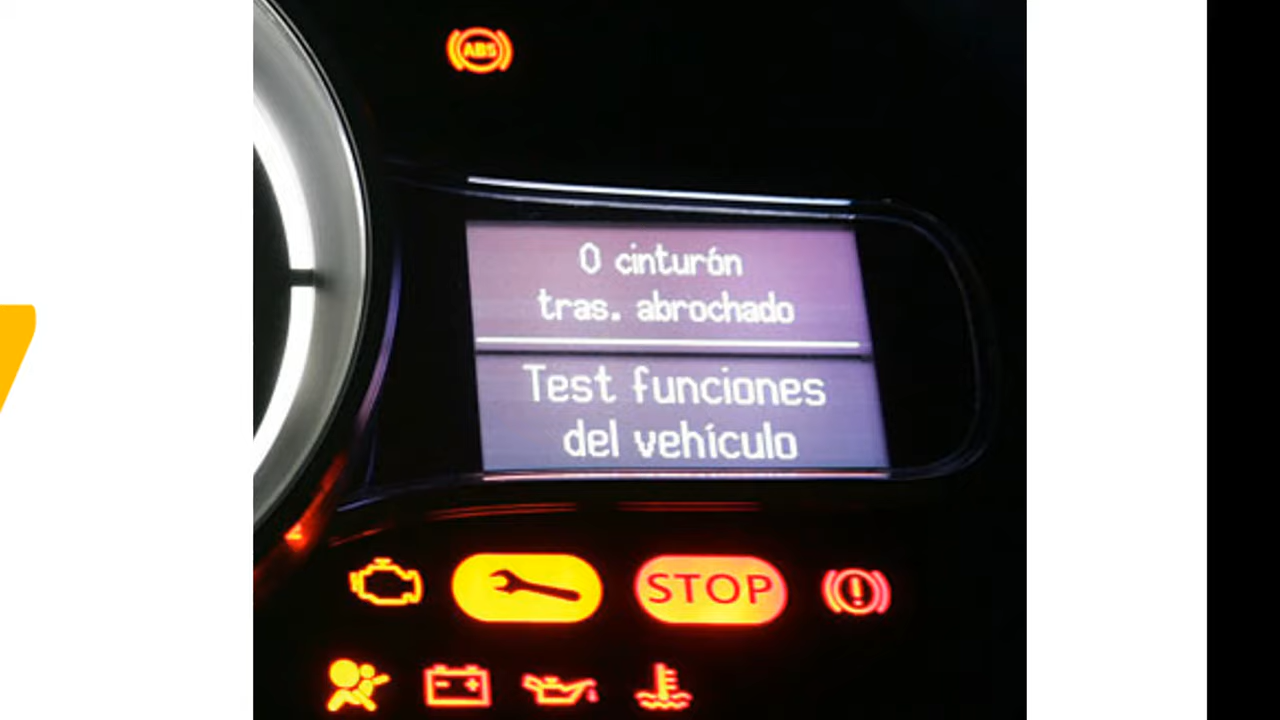 ABS
0 cinturón
tras. abrochado
Test funciones
del vehículo
STOP